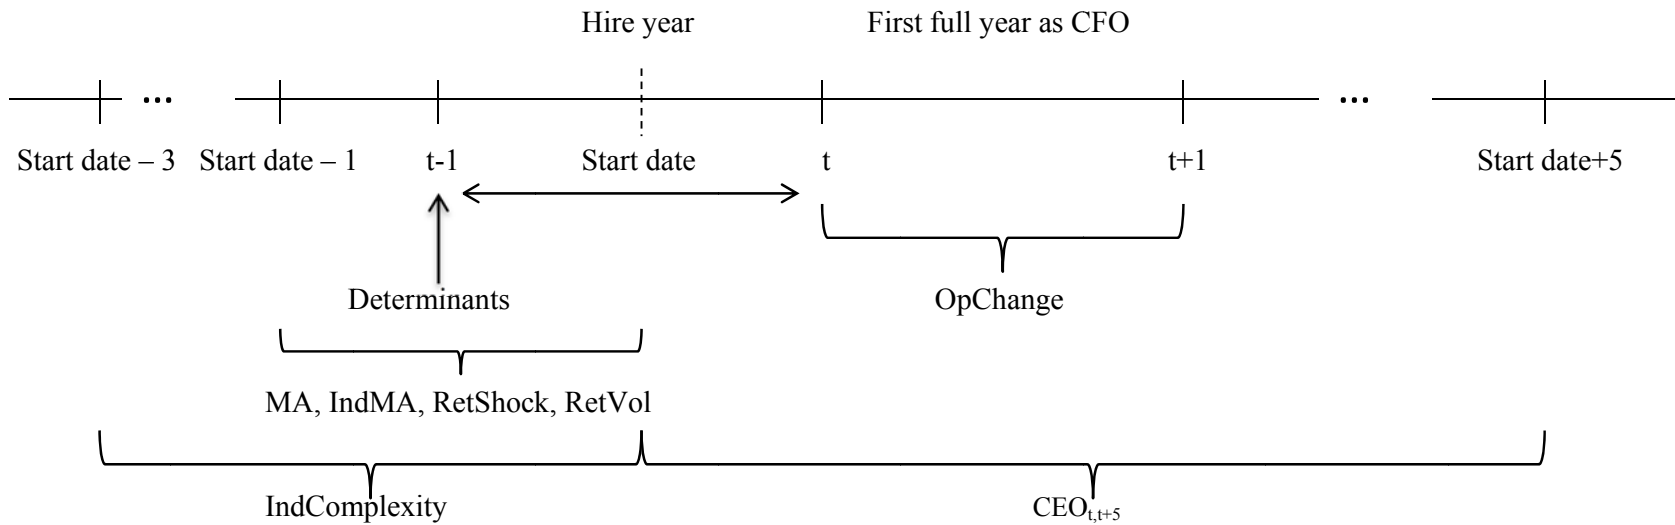 Hire year First full year as CFO
... ...
Start date – 3 Start date – 1 t-1 Start date t t+1 Start date+5
Determinants OpChange
MA, IndMA, RetShock, RetVol
IndComplexity CEOt,t+5